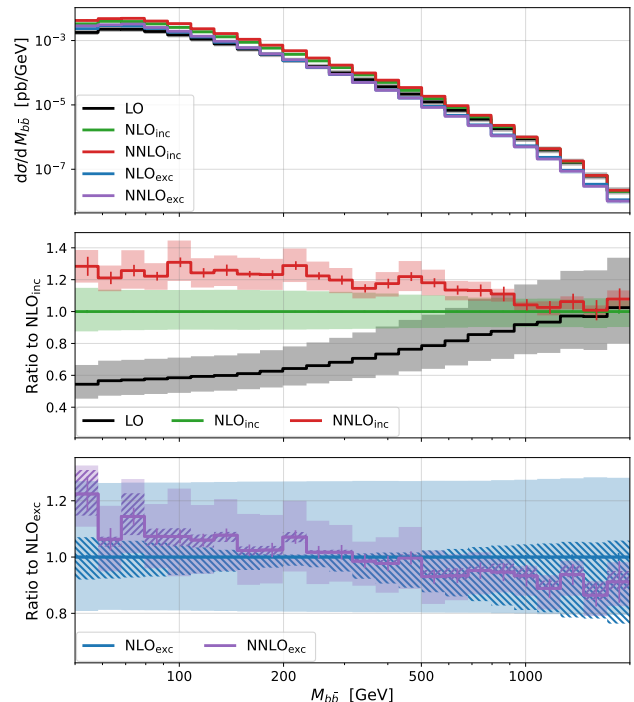 dσ/d M_{bb̄} [pb/GeV]
10⁻³
10⁻⁵
10⁻⁷
LO
NLO_inc
NNLO_inc
NLO_exc
NNLO_exc
Ratio to NLO_inc
1.4
1.2
1.0
0.8
0.6
0.4
LO NLO_inc NNLO_inc
Ratio to NLO_exc
1.2
1.0
0.8
NLO_exc NNLO_exc
100 200 500 1000
M_{bb̄} [GeV]